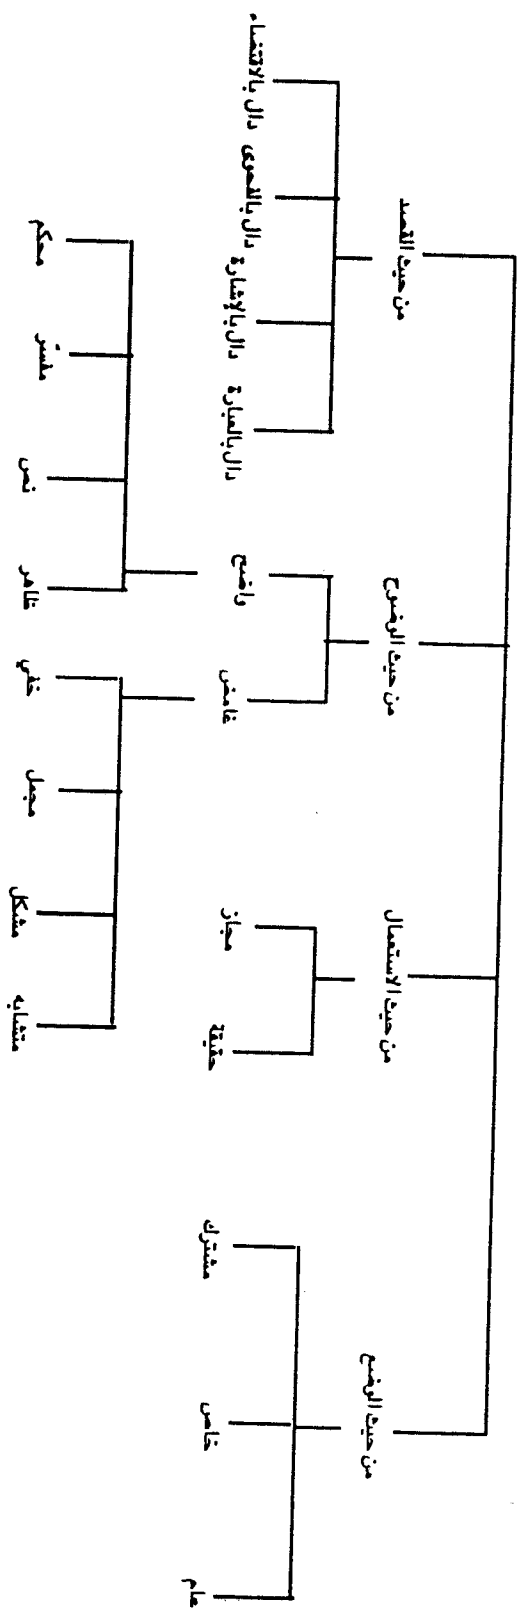 من حيث الوضع
من حيث الاستعمال
من حيث الوضوح
من حيث القصد
عام
خاص
مشترك
حقيقة
مجاز
غامض
واضح
دال بالعبارة
دال بالإشارة
دال بالفحوى
دال بالاقتضاء
متشابه
مشكل
مجمل
خفي
ظاهر
نص
مفسّر
محكم